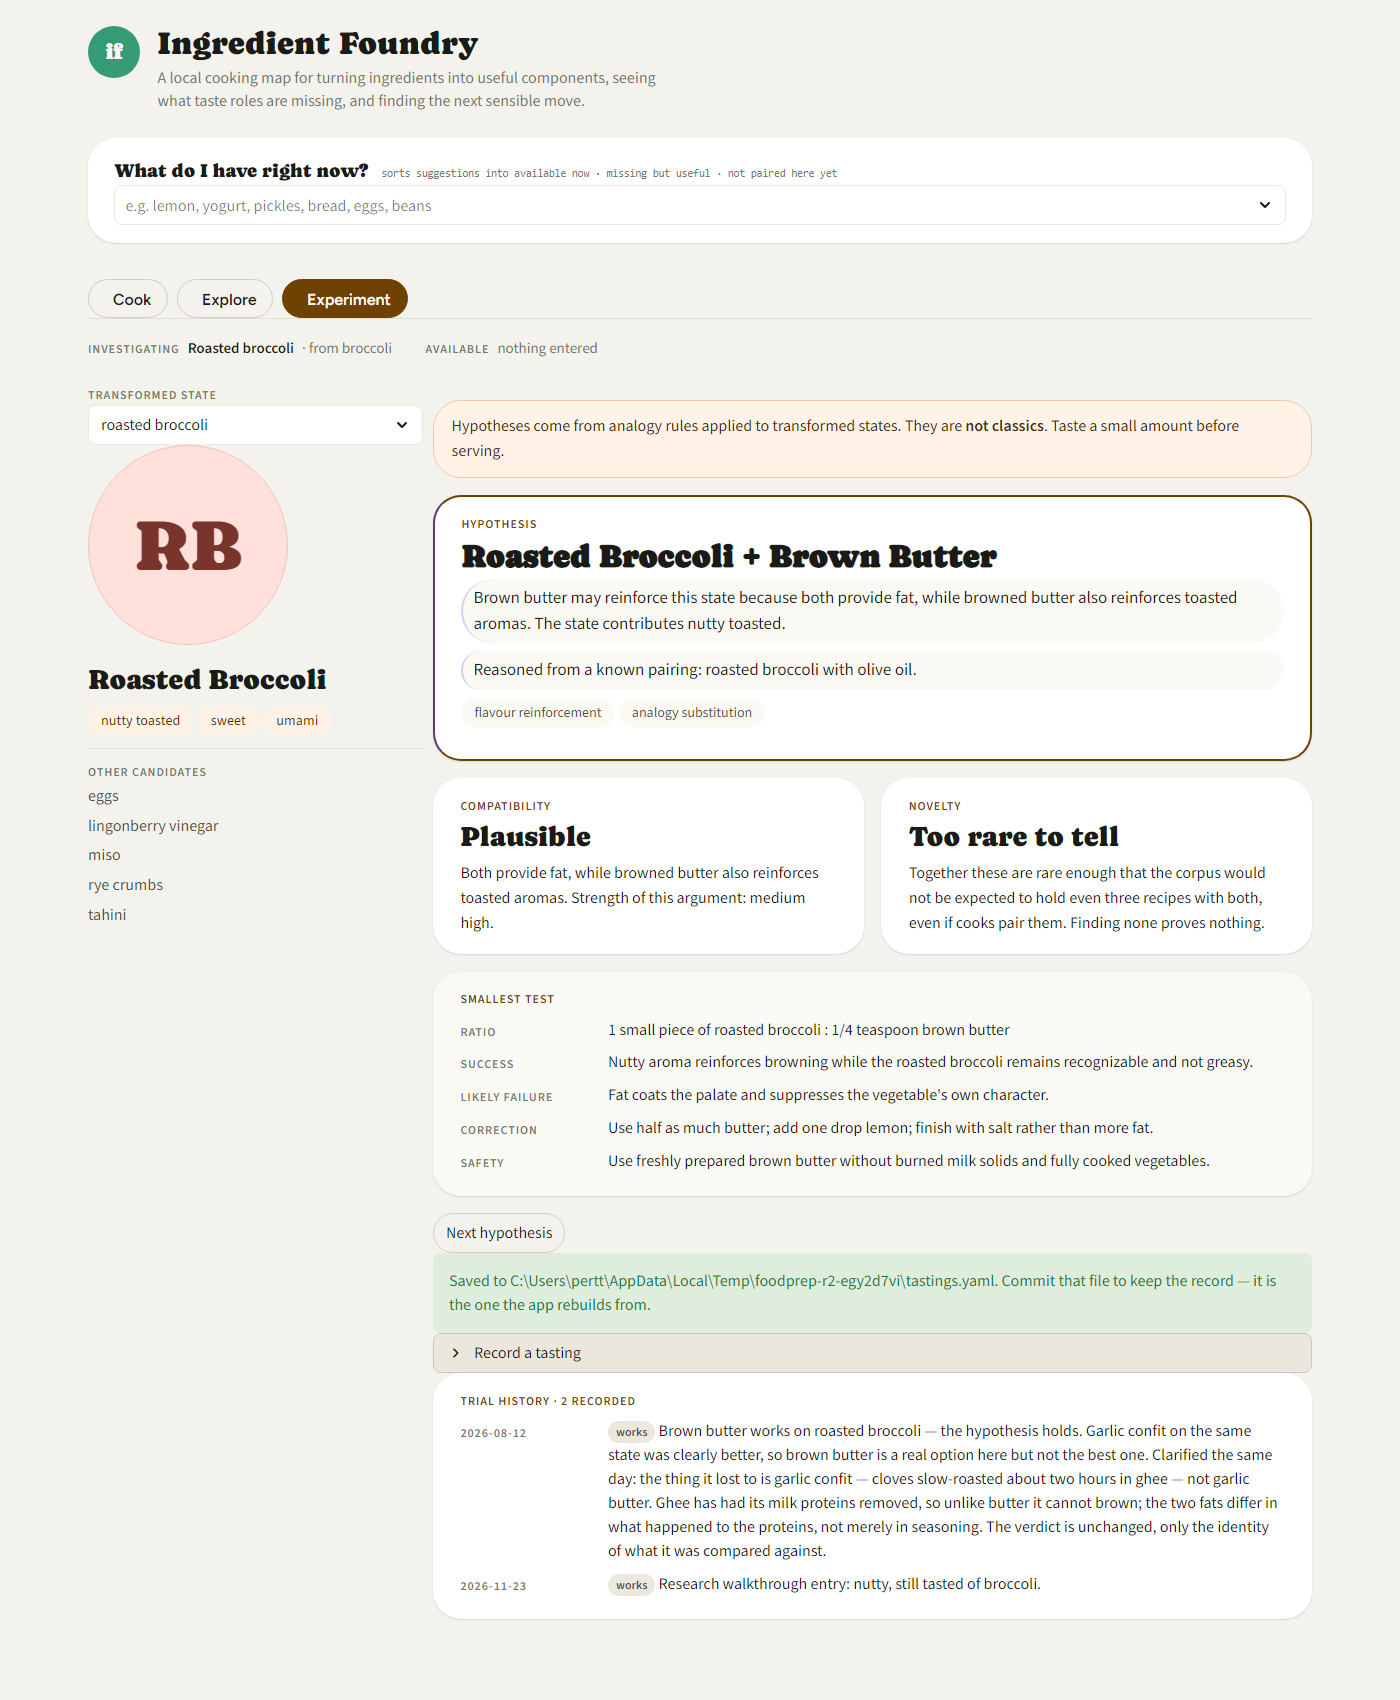 if
Ingredient Foundry
A local cooking map for turning ingredients into useful components, seeing
what taste roles are missing, and finding the next sensible move.
What do I have right now? sorts suggestions into available now · missing but useful · not paired here yet
e.g. lemon, yogurt, pickles, bread, eggs, beans
Cook Explore Experiment
INVESTIGATING Roasted broccoli · from broccoli AVAILABLE nothing entered
TRANSFORMED STATE
roasted broccoli
RB
Roasted Broccoli
nutty toasted sweet umami
OTHER CANDIDATES
eggs
lingonberry vinegar
miso
rye crumbs
tahini
Hypotheses come from analogy rules applied to transformed states. They are not classics. Taste a small amount before
serving.
HYPOTHESIS
Roasted Broccoli + Brown Butter
Brown butter may reinforce this state because both provide fat, while browned butter also reinforces toasted
aromas. The state contributes nutty toasted.
Reasoned from a known pairing: roasted broccoli with olive oil.
flavour reinforcement analogy substitution
COMPATIBILITY
Plausible
Both provide fat, while browned butter also reinforces
toasted aromas. Strength of this argument: medium
high.
NOVELTY
Too rare to tell
Together these are rare enough that the corpus would
not be expected to hold even three recipes with both,
even if cooks pair them. Finding none proves nothing.
SMALLEST TEST
RATIO 1 small piece of roasted broccoli : 1/4 teaspoon brown butter
SUCCESS Nutty aroma reinforces browning while the roasted broccoli remains recognizable and not greasy.
LIKELY FAILURE Fat coats the palate and suppresses the vegetable's own character.
CORRECTION Use half as much butter; add one drop lemon; finish with salt rather than more fat.
SAFETY Use freshly prepared brown butter without burned milk solids and fully cooked vegetables.
Next hypothesis
Saved to C:\Users\pertt\AppData\Local\Temp\foodprep-r2-egy2d7vi\tastings.yaml. Commit that file to keep the record — it is
the one the app rebuilds from.
Record a tasting
TRIAL HISTORY · 2 RECORDED
2026-08-12 works Brown butter works on roasted broccoli — the hypothesis holds. Garlic confit on the same
state was clearly better, so brown butter is a real option here but not the best one. Clarified the same
day: the thing it lost to is garlic confit — cloves slow-roasted about two hours in ghee — not garlic
butter. Ghee has had its milk proteins removed, so unlike butter it cannot brown; the two fats differ in
what happened to the proteins, not merely in seasoning. The verdict is unchanged, only the identity
of what it was compared against.
2026-11-23 works Research walkthrough entry: nutty, still tasted of broccoli.